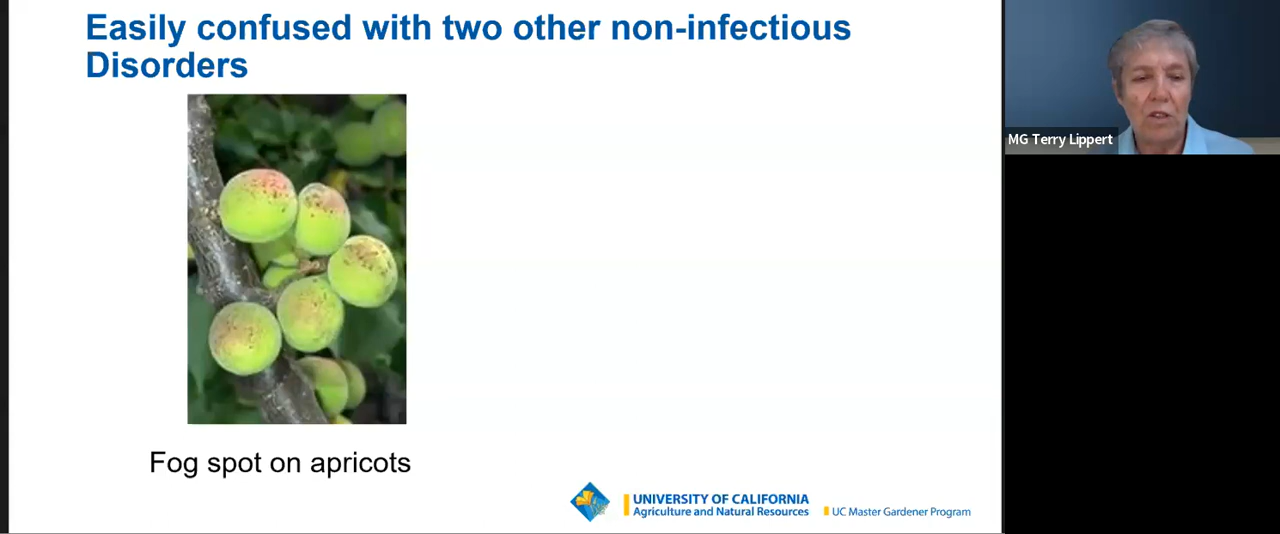 Easily confused with two other non-infectious
Disorders
MG Terry Lippert
Fog spot on apricots
UNIVERSITY OF CALIFORNIA
Agriculture and Natural Resources
UC Master Gardener Program